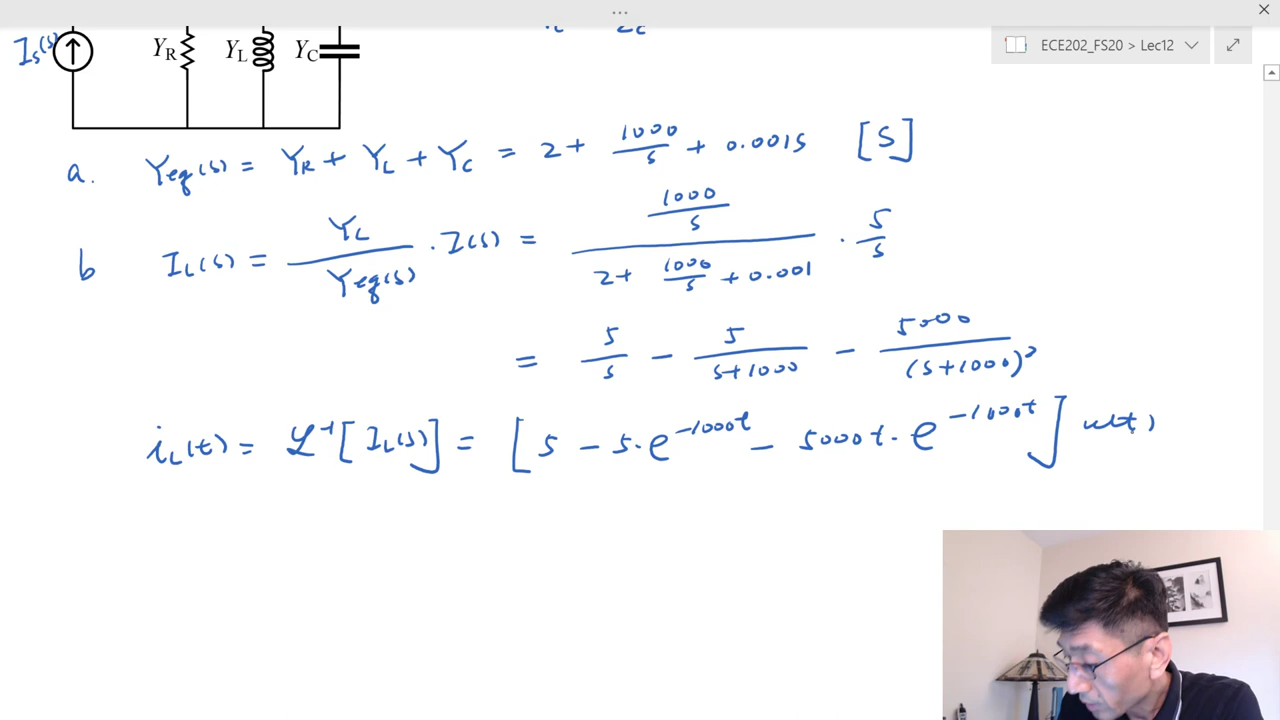 ECE202_FS20 > Lec12
Is(s) YR YL YC
a. Yeq(s) = YR + YL + YC = 2 + 1000/s + 0.001s [S]
b IL(s) = YL/Yeq(s) · I(s) = (1000/s)/(2 + 1000/s + 0.001) · 5/s
= 5/s - 5/(s+1000) - 5000/(s+1000)²
iL(t) = ℒ⁻¹[IL(s)] = [5 - 5·e^(-1000t) - 5000t·e^(-1000t)] u(t)